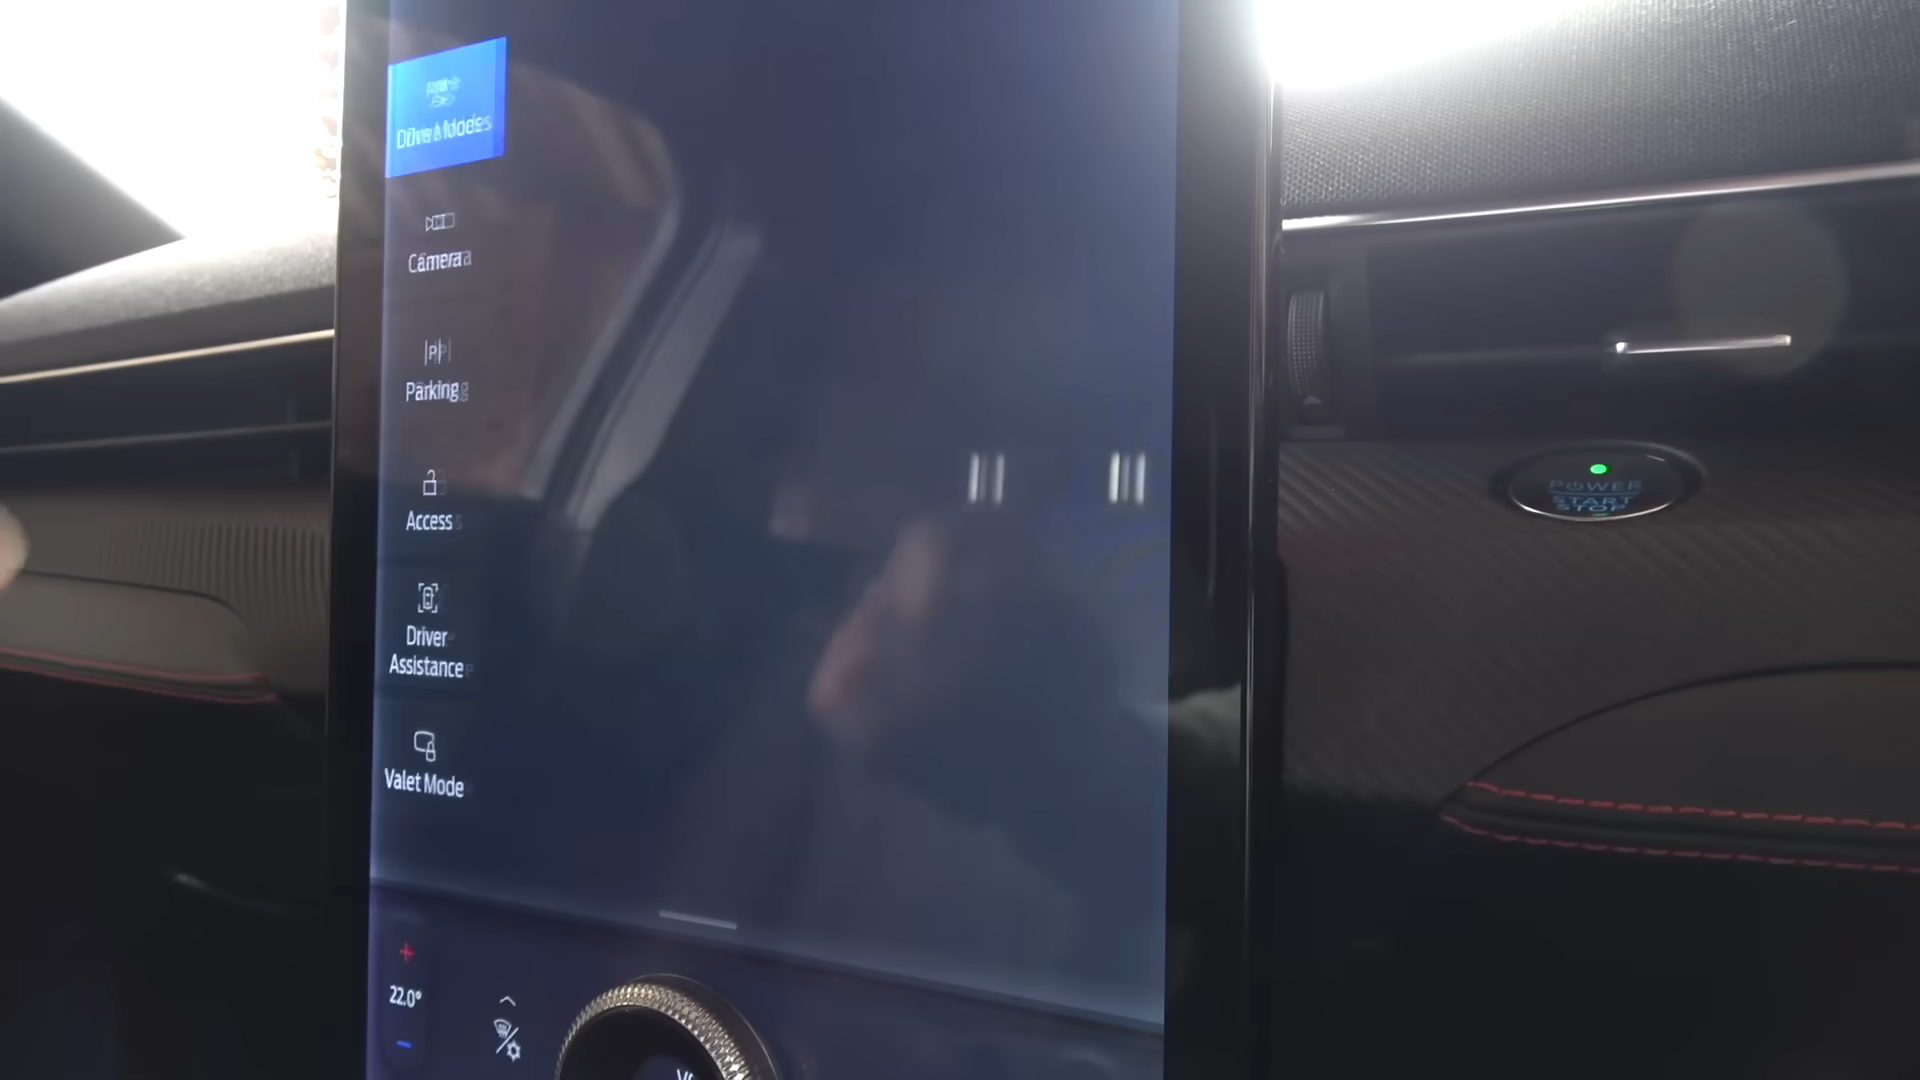 Drive Modes
Camera
Parking
Access
Driver
Assistance
Valet Mode
22.0°
POWER
START
STOP